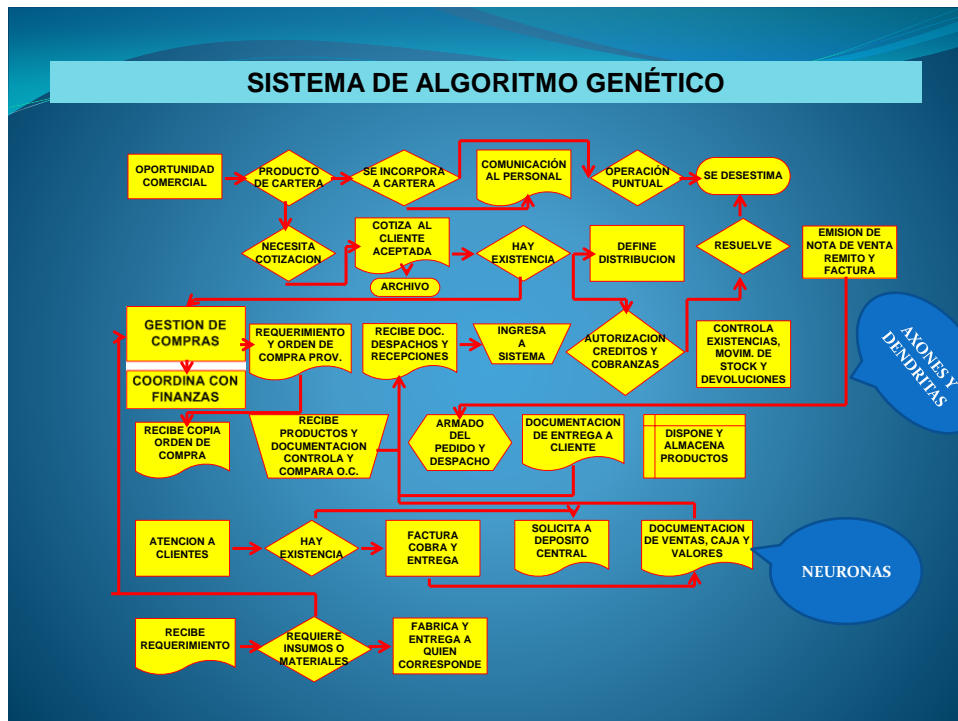 SISTEMA DE ALGORITMO GENÉTICO
OPORTUNIDAD
COMERCIAL
PRODUCTO
DE CARTERA
SE INCORPORA
A CARTERA
COMUNICACIÓN
AL PERSONAL
OPERACIÓN
PUNTUAL
SE DESESTIMA
NECESITA
COTIZACION
COTIZA AL
CLIENTE
ACEPTADA
ARCHIVO
HAY
EXISTENCIA
DEFINE
DISTRIBUCION
RESUELVE
EMISION DE
NOTA DE VENTA
REMITO Y
FACTURA
GESTION DE
COMPRAS
COORDINA CON
FINANZAS
REQUERIMIENTO
Y ORDEN DE
COMPRA PROV.
RECIBE DOC.
DESPACHOS Y
RECEPCIONES
INGRESA
A
SISTEMA
AUTORIZACION
CREDITOS Y
COBRANZAS
CONTROLA
EXISTENCIAS,
MOVIM. DE
STOCK Y
DEVOLUCIONES
AXONES Y
DENDRITAS
RECIBE COPIA
ORDEN DE
COMPRA
RECIBE
PRODUCTOS Y
DOCUMENTACION
CONTROLA Y
COMPARA O.C.
ARMADO
DEL
PEDIDO Y
DESPACHO
DOCUMENTACION
DE ENTREGA A
CLIENTE
DISPONE Y
ALMACENA
PRODUCTOS
ATENCION A
CLIENTES
HAY
EXISTENCIA
FACTURA
COBRA Y
ENTREGA
SOLICITA A
DEPOSITO
CENTRAL
DOCUMENTACION
DE VENTAS, CAJA Y
VALORES
NEURONAS
RECIBE
REQUERIMIENTO
REQUIERE
INSUMOS O
MATERIALES
FABRICA Y
ENTREGA A
QUIEN
CORRESPONDE